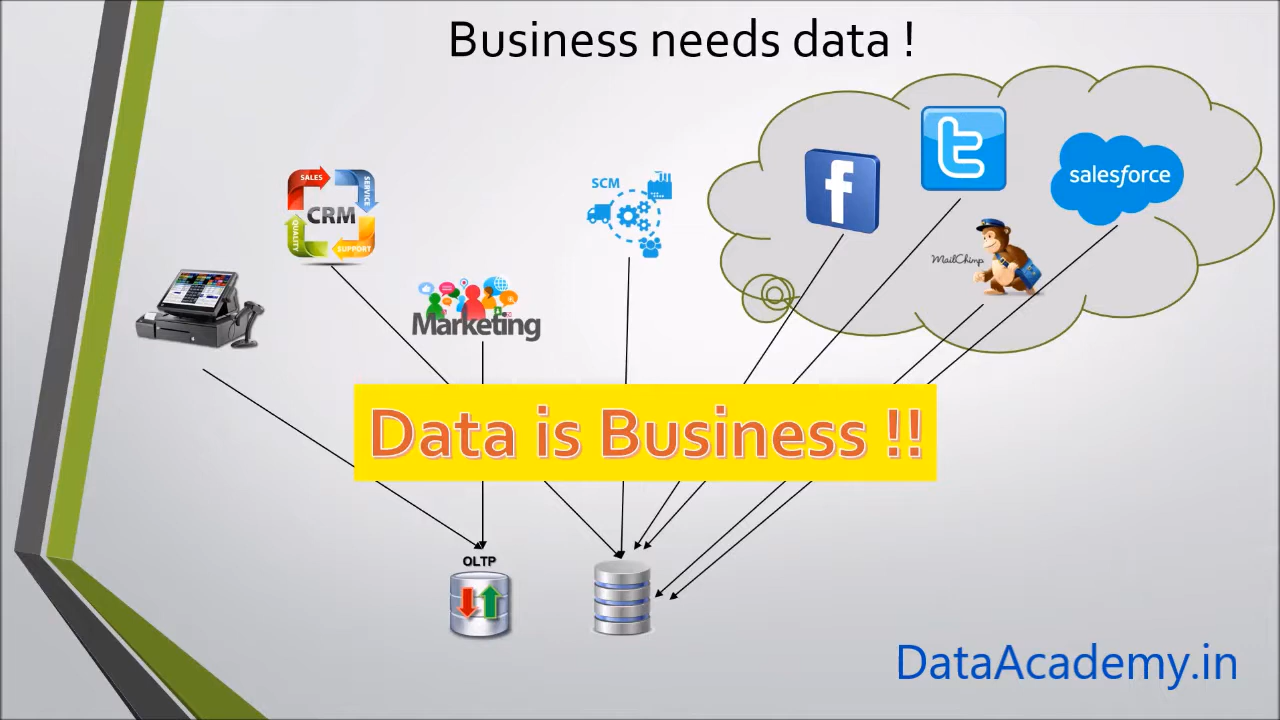 Business needs data !
SALES
SERVICE
CRM
QUALITY
SUPPORT
SCM
salesforce
MailChimp
Marketing
Data is Business !!
OLTP
DataAcademy.in